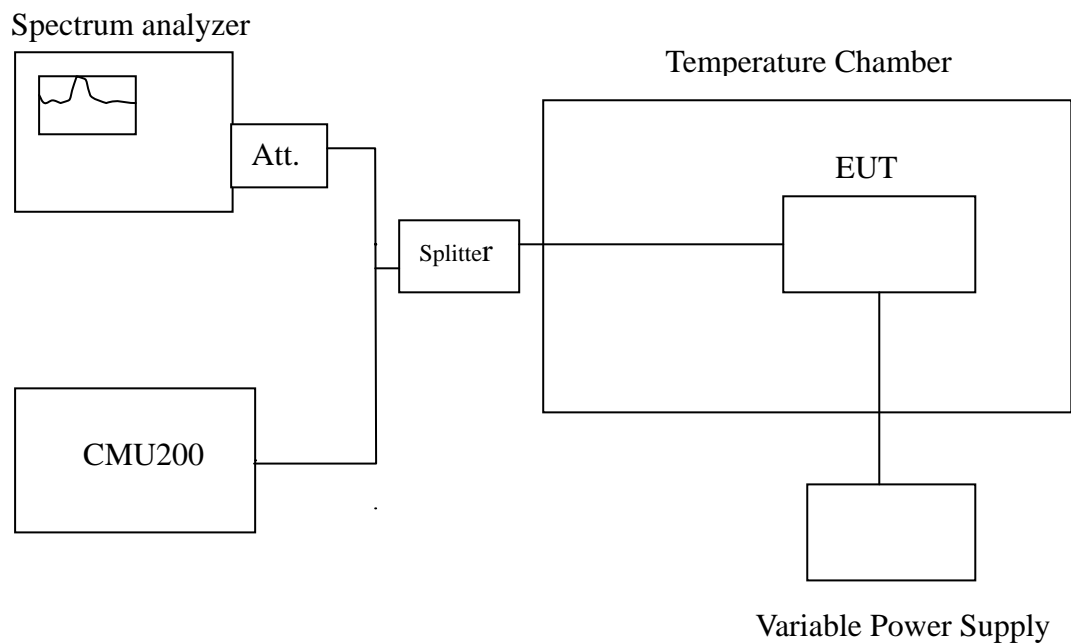 Spectrum analyzer
Temperature Chamber
Att.
EUT
Splitter
CMU200
Variable Power Supply